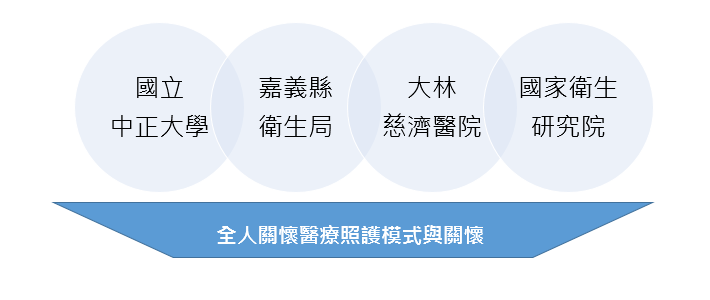 國立
中正大學
嘉義縣
衛生局
大林
慈濟醫院
國家衛生
研究院
全人關懷醫療照護模式與關懷